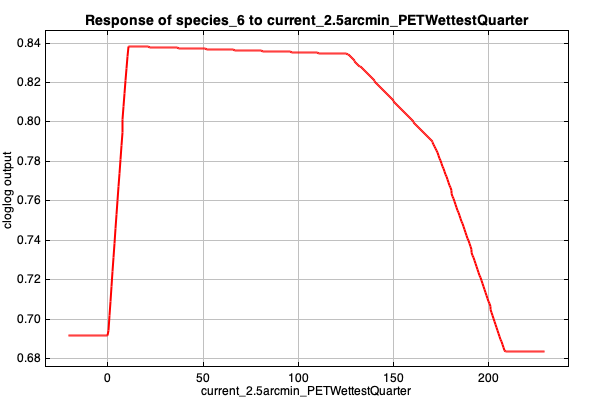 Response of species_6 to current_2.5arcmin_PETWettestQuarter
0.84
0.82
0.80
0.78
0.76
0.74
0.72
0.70
0.68
cloglog output
0 50 100 150 200
current_2.5arcmin_PETWettestQuarter